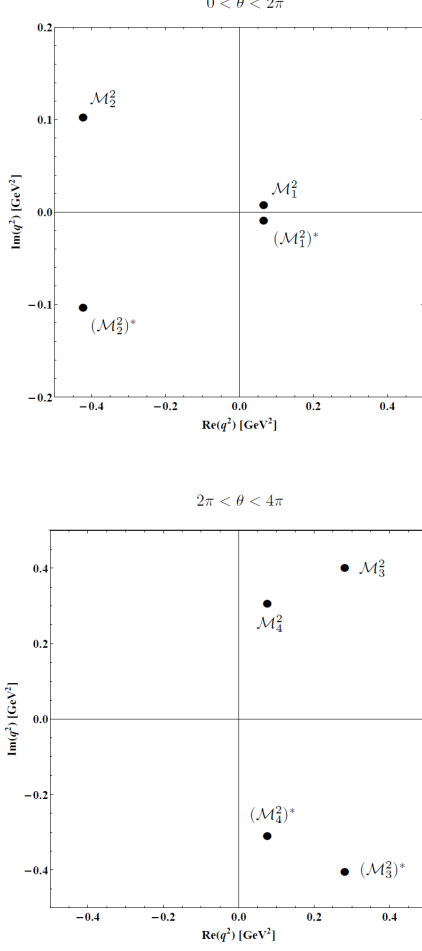 0 < θ < 2π
0.2
ℳ₂²
0.1
ℳ₁²
0.0
(ℳ₁²)*
−0.1
(ℳ₂²)*
−0.2
−0.4 −0.2 0.0 0.2 0.4
Re(q²) [GeV²]
Im(q²) [GeV²]
2π < θ < 4π
0.4
ℳ₃²
ℳ₄²
0.2
0.0
−0.2
(ℳ₄²)*
−0.4
(ℳ₃²)*
−0.4 −0.2 0.0 0.2 0.4
Re(q²) [GeV²]
Im(q²) [GeV²]